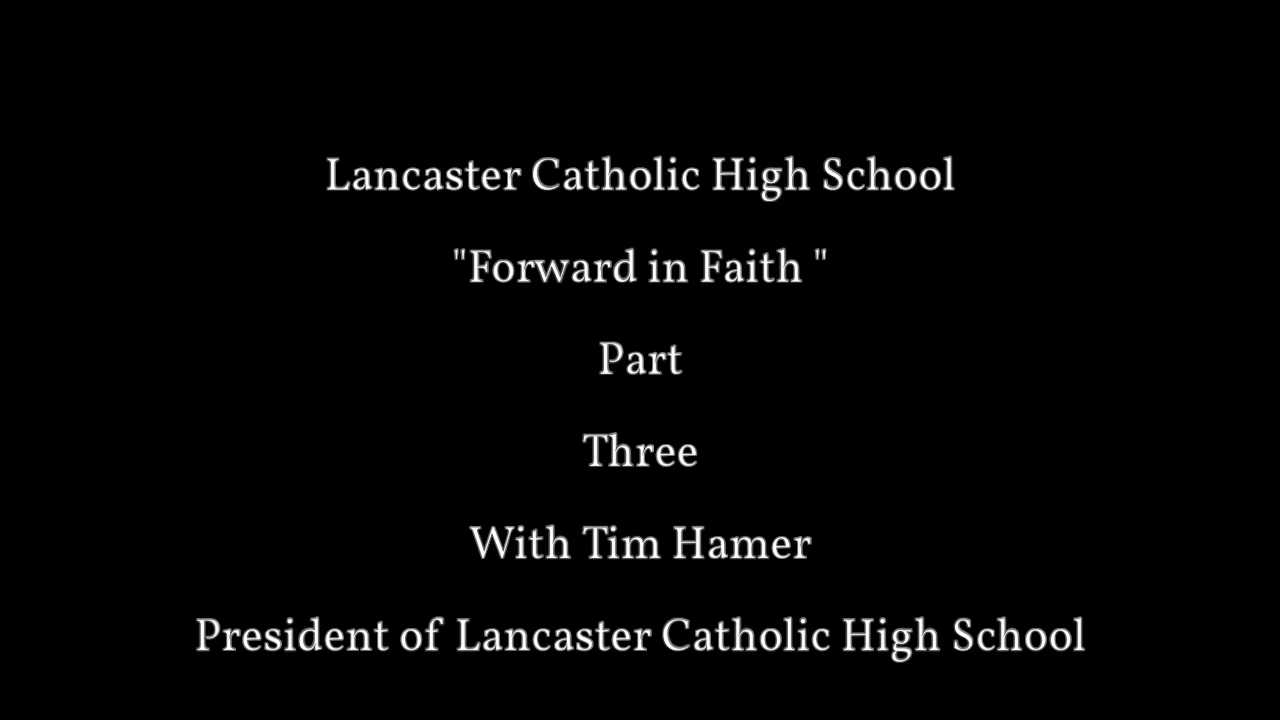 Lancaster Catholic High School
"Forward in Faith "
Part
Three
With Tim Hamer
President of Lancaster Catholic High School